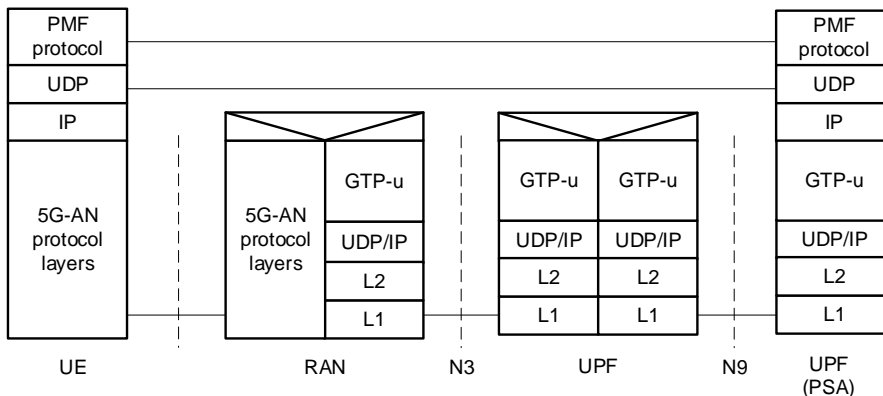 PMF
protocol
UDP
IP
5G-AN
protocol
layers
5G-AN
protocol
layers
GTP-u
UDP/IP
L2
L1
GTP-u
UDP/IP
L2
L1
GTP-u
UDP/IP
L2
L1
PMF
protocol
UDP
IP
GTP-u
UDP/IP
L2
L1
UE
RAN
N3
UPF
N9
UPF
(PSA)